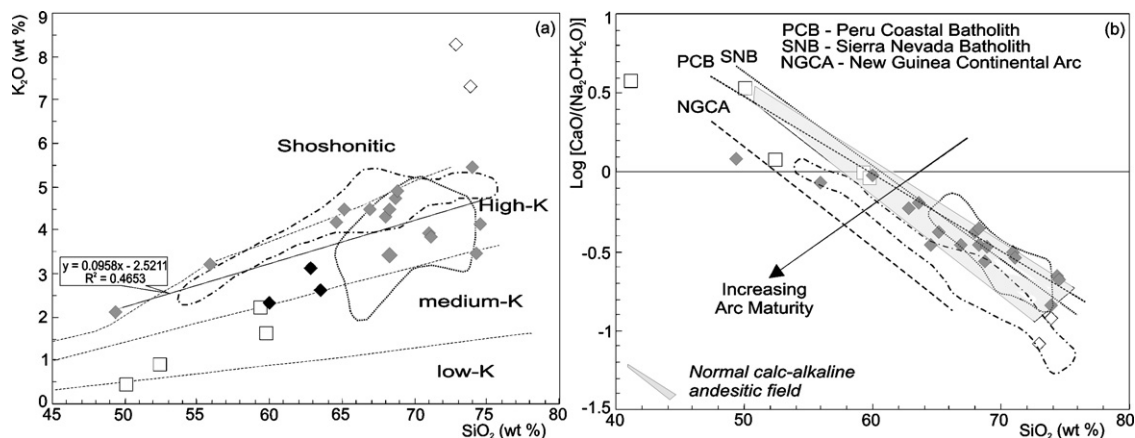 9
8
7
6
5
4
3
2
1
0
K₂O (wt %)
(a)
Shoshonitic
High-K
y = 0.0958x - 2.5211
R² = 0.4653
medium-K
low-K
45 50 55 60 65 70 75 80
SiO₂ (wt %)
1.0
0.5
0
-0.5
-1.0
-1.5
Log [CaO/(Na₂O+K₂O)]
(b)
PCB - Peru Coastal Batholith
SNB - Sierra Nevada Batholith
NGCA - New Guinea Continental Arc
PCB SNB
NGCA
Increasing
Arc Maturity
Normal calc-alkaline
andesitic field
40 50 60 70 80
SiO₂ (wt %)